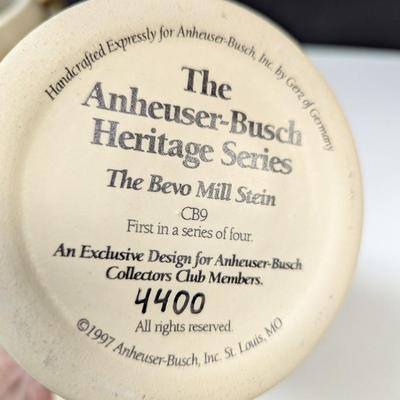 Handcrafted Expressly for Anheuser-Busch, Inc. by Gerz of Germany
The
Anheuser-Busch
Heritage Series
The Bevo Mill Stein
CB9
First in a series of four.
An Exclusive Design for Anheuser-Busch
Collectors Club Members.
4400
All rights reserved.
©1997 Anheuser-Busch, Inc. St. Louis, MO